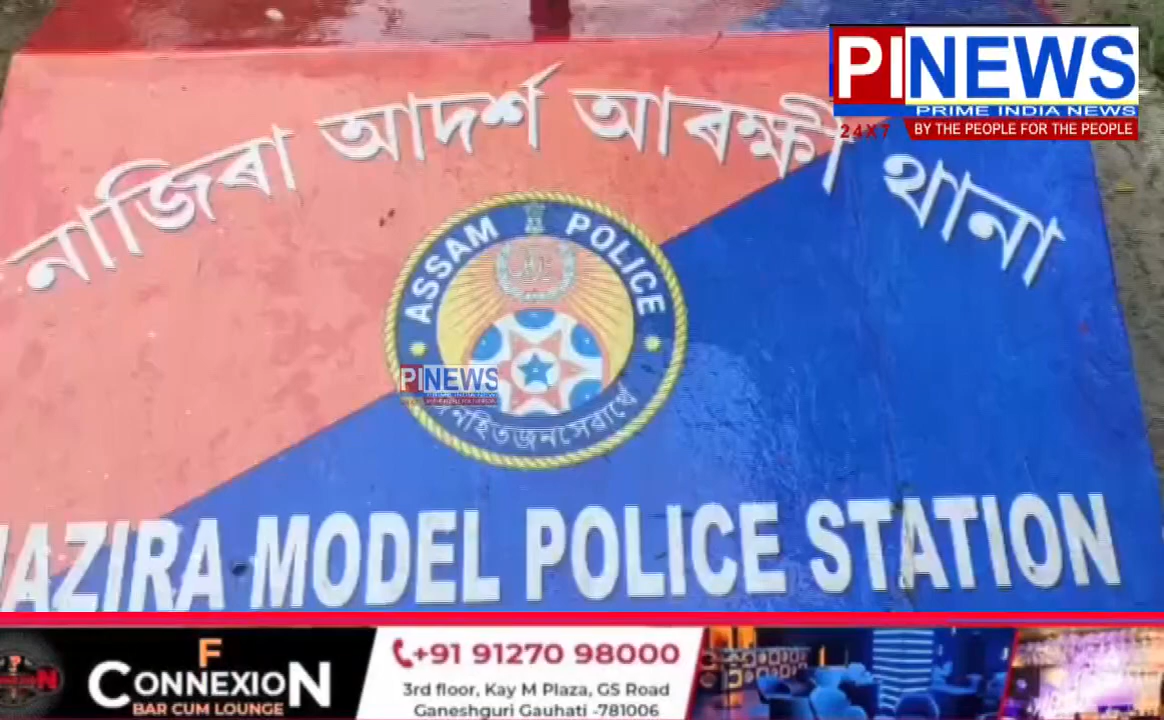 PINEWS
PRIME INDIA NEWS
24X7 BY THE PEOPLE FOR THE PEOPLE
নাজিৰা আদৰ্শ আৰক্ষী থানা
ASSAM POLICE
PINEWS
NAZIRA MODEL POLICE STATION
F
CONNEXION
BAR CUM LOUNGE
+91 91270 98000
3rd floor, Kay M Plaza, GS Road
Ganeshguri Gauhati -781006